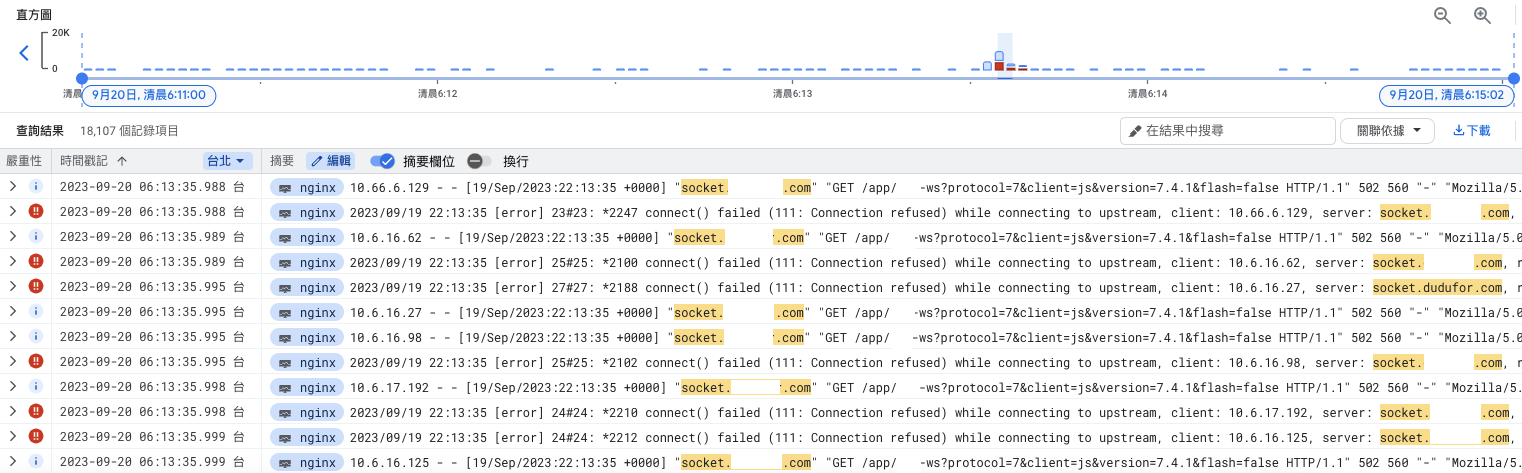 直方圖
20K
0
清晨 9月20日, 清晨6:11:00 清晨6:12 清晨6:13 清晨6:14 9月20日, 清晨6:15:02
查詢結果 18,107 個記錄項目 在結果中搜尋 關聯依據 下載
嚴重性 時間戳記 台北 摘要 編輯 摘要欄位 換行
2023-09-20 06:13:35.988 台 nginx 10.66.6.129 - - [19/Sep/2023:22:13:35 +0000] "socket. .com" "GET /app/ -ws?protocol=7&client=js&version=7.4.1&flash=false HTTP/1.1" 502 560 "-" "Mozilla/5.
2023-09-20 06:13:35.988 台 nginx 2023/09/19 22:13:35 [error] 23#23: *2247 connect() failed (111: Connection refused) while connecting to upstream, client: 10.66.6.129, server: socket. .com,
2023-09-20 06:13:35.989 台 nginx 10.6.16.62 - - [19/Sep/2023:22:13:35 +0000] "socket. .com" "GET /app/ -ws?protocol=7&client=js&version=7.4.1&flash=false HTTP/1.1" 502 560 "-" "Mozilla/5.0
2023-09-20 06:13:35.989 台 nginx 2023/09/19 22:13:35 [error] 25#25: *2100 connect() failed (111: Connection refused) while connecting to upstream, client: 10.6.16.62, server: socket. .com, r
2023-09-20 06:13:35.995 台 nginx 2023/09/19 22:13:35 [error] 27#27: *2188 connect() failed (111: Connection refused) while connecting to upstream, client: 10.6.16.27, server: socket.dudufor.com, r
2023-09-20 06:13:35.995 台 nginx 10.6.16.27 - - [19/Sep/2023:22:13:35 +0000] "socket. .com" "GET /app/ -ws?protocol=7&client=js&version=7.4.1&flash=false HTTP/1.1" 502 560 "-" "Mozilla/5.0
2023-09-20 06:13:35.995 台 nginx 10.6.16.98 - - [19/Sep/2023:22:13:35 +0000] "socket. .com" "GET /app/ -ws?protocol=7&client=js&version=7.4.1&flash=false HTTP/1.1" 502 560 "-" "Mozilla/5.0
2023-09-20 06:13:35.995 台 nginx 2023/09/19 22:13:35 [error] 25#25: *2102 connect() failed (111: Connection refused) while connecting to upstream, client: 10.6.16.98, server: socket. .com, r
2023-09-20 06:13:35.998 台 nginx 10.6.17.192 - - [19/Sep/2023:22:13:35 +0000] "socket. .com" "GET /app/ -ws?protocol=7&client=js&version=7.4.1&flash=false HTTP/1.1" 502 560 "-" "Mozilla/5.
2023-09-20 06:13:35.998 台 nginx 2023/09/19 22:13:35 [error] 24#24: *2210 connect() failed (111: Connection refused) while connecting to upstream, client: 10.6.17.192, server: socket. .com,
2023-09-20 06:13:35.999 台 nginx 2023/09/19 22:13:35 [error] 24#24: *2212 connect() failed (111: Connection refused) while connecting to upstream, client: 10.6.16.125, server: socket. .com,
2023-09-20 06:13:35.999 台 nginx 10.6.16.125 - - [19/Sep/2023:22:13:35 +0000] "socket. .com" "GET /app/ -ws?protocol=7&client=js&version=7.4.1&flash=false HTTP/1.1" 502 560 "-" "Mozilla/5.